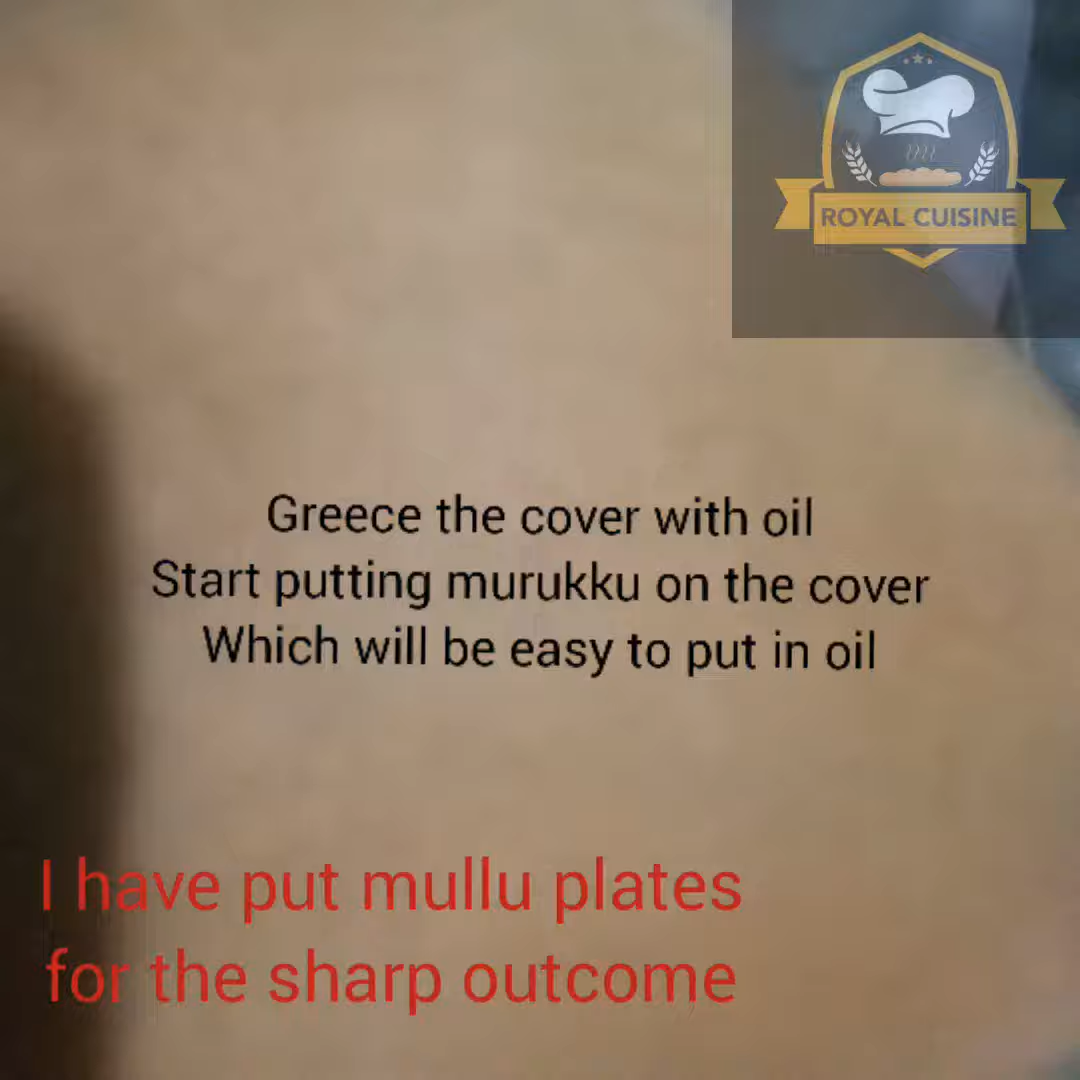 ROYAL CUISINE
Greece the cover with oil
Start putting murukku on the cover
Which will be easy to put in oil
I have put mullu plates
for the sharp outcome